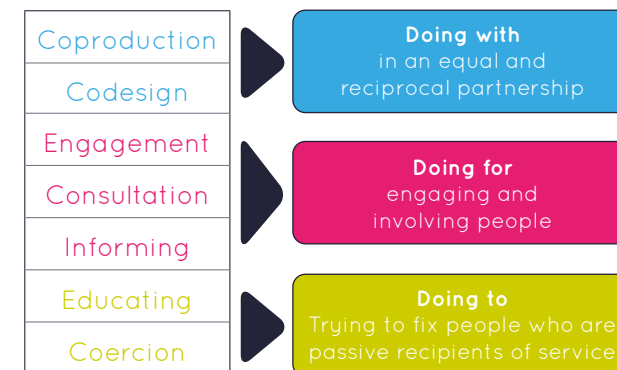 Coproduction
Codesign
Engagement
Consultation
Informing
Educating
Coercion
Doing with
in an equal and
reciprocal partnership
Doing for
engaging and
involving people
Doing to
Trying to fix people who are
passive recipients of service